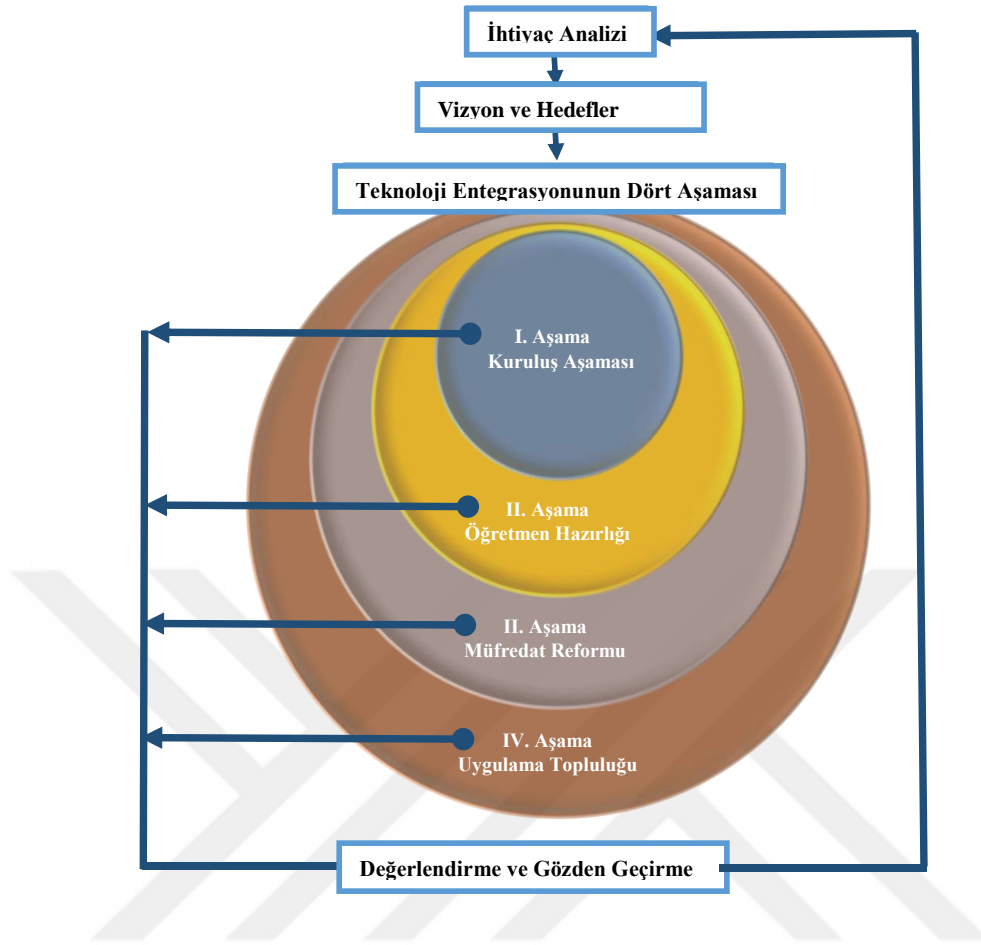 İhtiyaç Analizi
Vizyon ve Hedefler
Teknoloji Entegrasyonunun Dört Aşaması
I. Aşama
Kuruluş Aşaması
II. Aşama
Öğretmen Hazırlığı
II. Aşama
Müfredat Reformu
IV. Aşama
Uygulama Topluluğu
Değerlendirme ve Gözden Geçirme